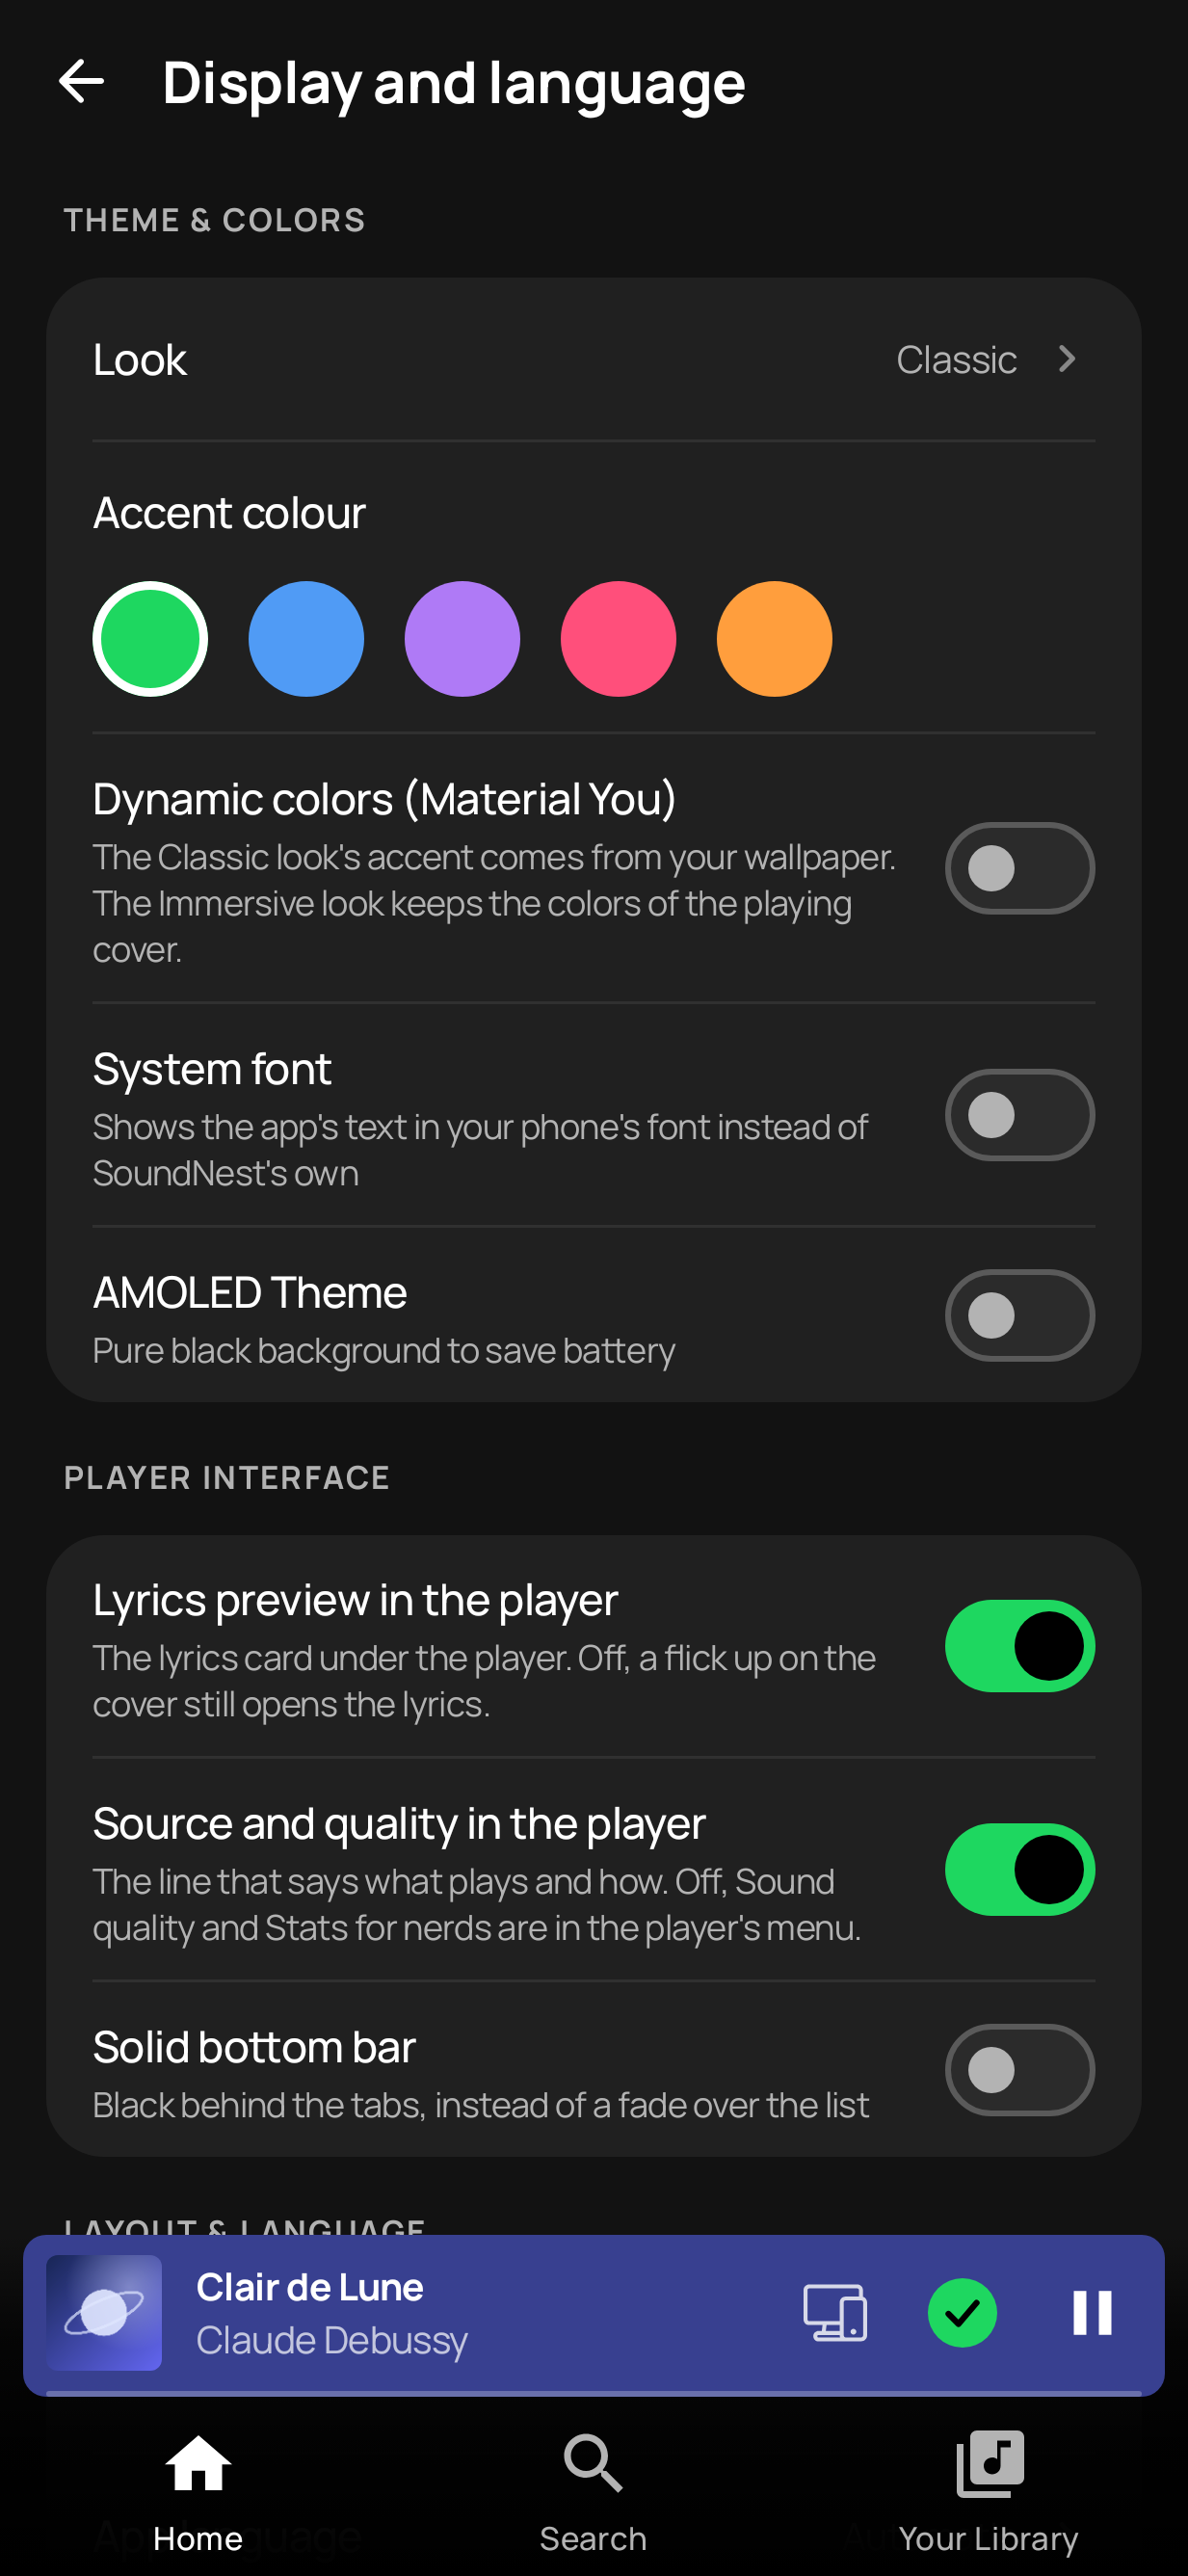 Display and language
THEME & COLORS
Look
Classic
Accent colour
Dynamic colors (Material You)
The Classic look's accent comes from your wallpaper.
The Immersive look keeps the colors of the playing
cover.
System font
Shows the app's text in your phone's font instead of
SoundNest's own
AMOLED Theme
Pure black background to save battery
PLAYER INTERFACE
Lyrics preview in the player
The lyrics card under the player. Off, a flick up on the
cover still opens the lyrics.
Source and quality in the player
The line that says what plays and how. Off, Sound
quality and Stats for nerds are in the player's menu.
Solid bottom bar
Black behind the tabs, instead of a fade over the list
LAYOUT & LANGUAGE
Clair de Lune
Claude Debussy
Home
Search
Your Library